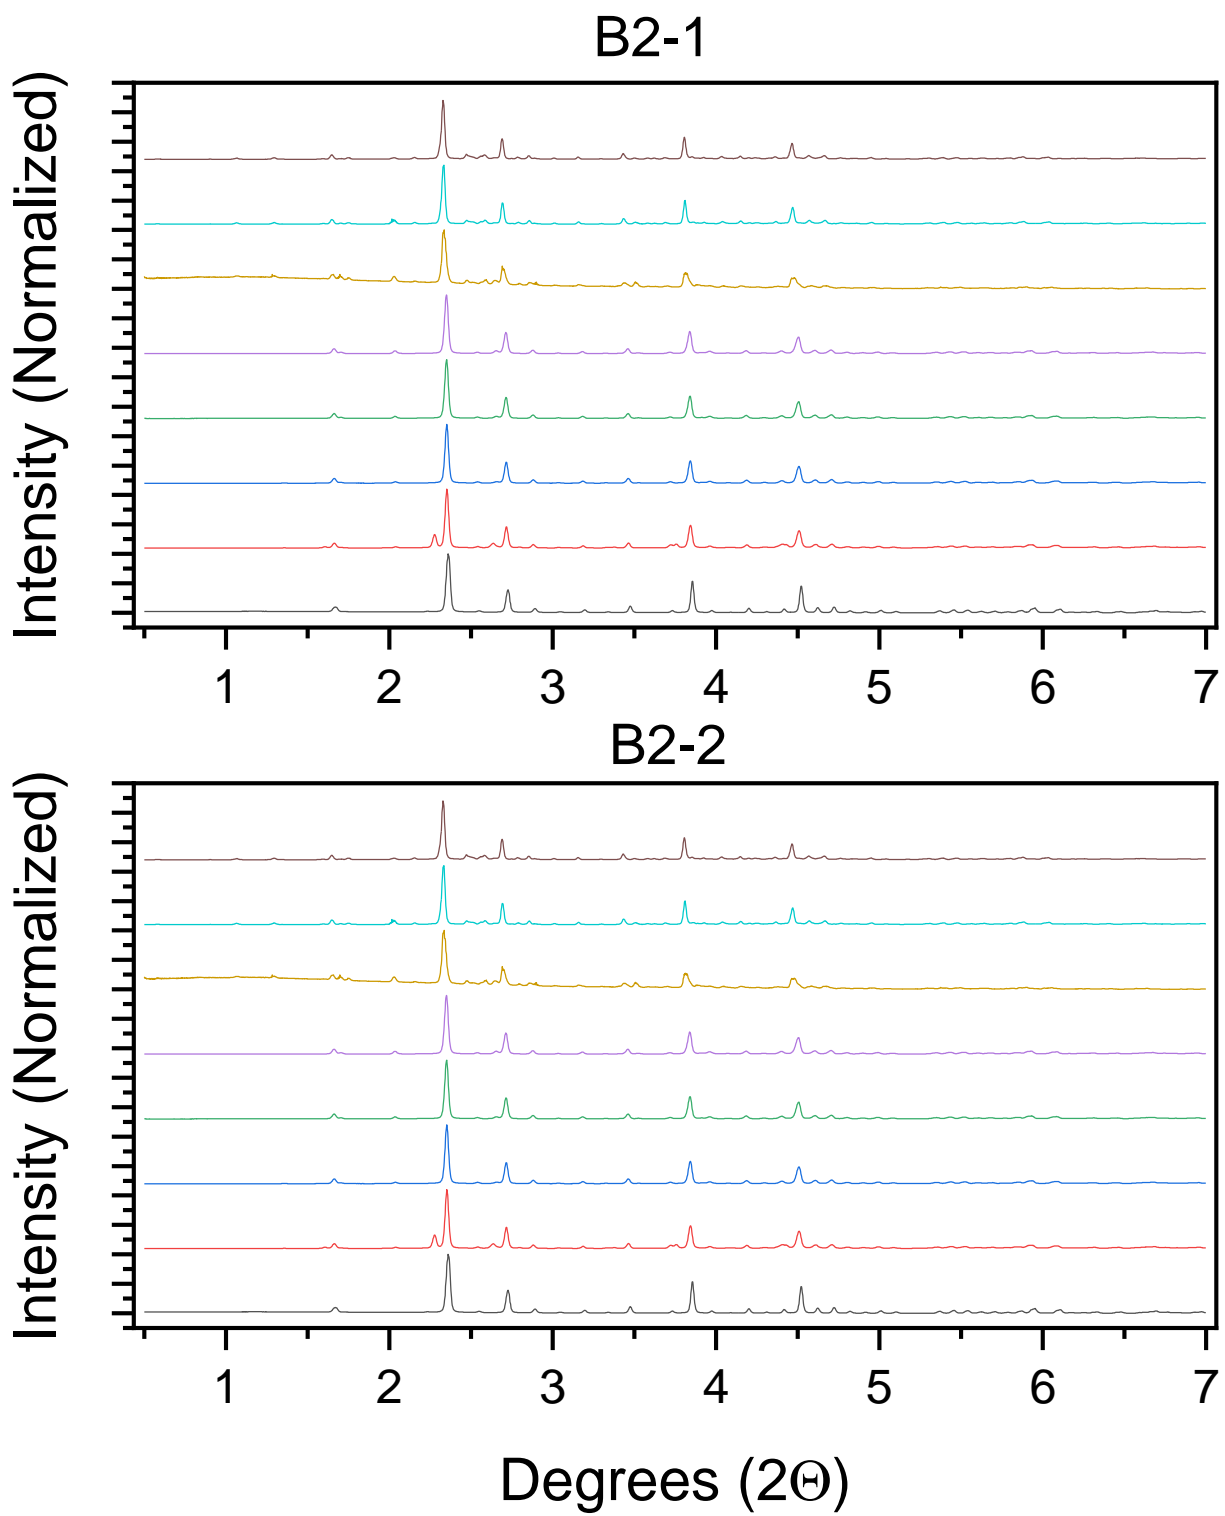 B2-1
Intensity (Normalized)
1 2 3 4 5 6 7
B2-2
Intensity (Normalized)
1 2 3 4 5 6 7
Degrees (2Θ)